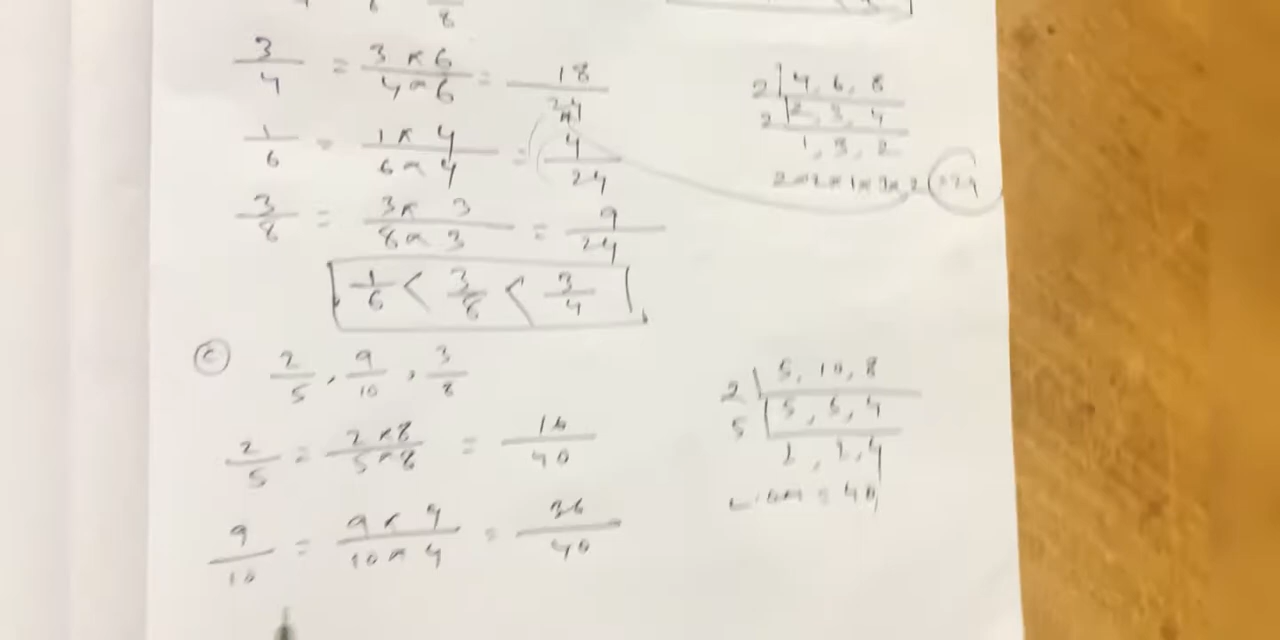 8
3/4 = 3 × 6 / 4 × 6 = 18/24
1/6 = 1 × 4 / 6 × 4 = 4/24
3/8 = 3 × 3 / 8 × 3 = 9/24
1/6 < 3/8 < 3/4
2 | 4, 6, 8
2 | 2, 3, 4
1, 3, 2
2 × 2 × 1 × 3 × 2 = 24
(c) 2/5, 9/10, 3/8
2/5 = 2 × 8 / 5 × 8 = 16/40
9/10 = 9 × 4 / 10 × 4 = 36/40
2 | 5, 10, 8
5 | 5, 5, 4
1, 1, 4
L.C.M = 40